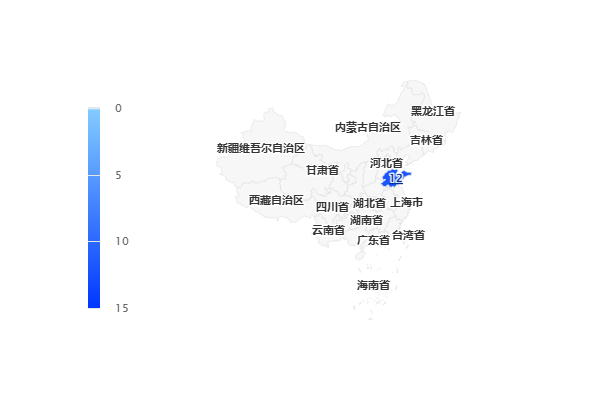 0
5
10
15
黑龙江省
内蒙古自治区
吉林省
新疆维吾尔自治区
河北省
甘肃省
12
西藏自治区
四川省
湖北省
上海市
湖南省
云南省
广东省
台湾省
海南省